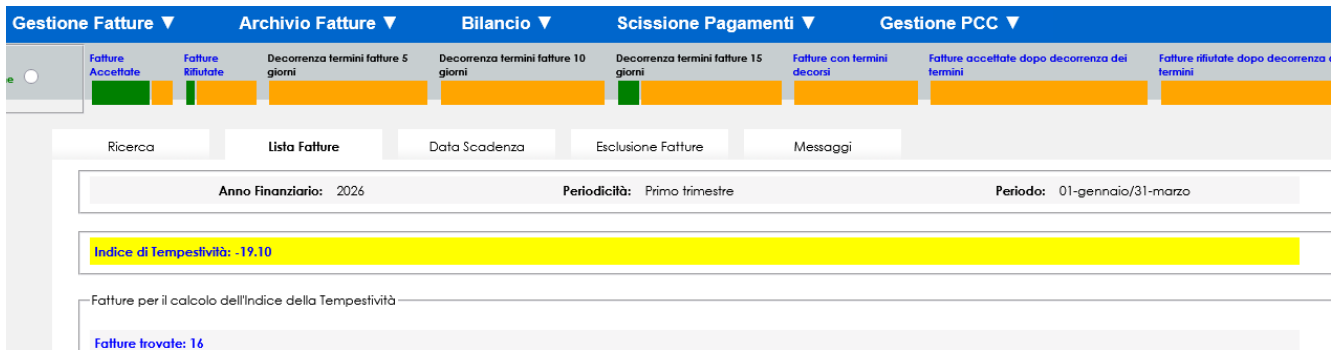 Gestione Fatture ▼ Archivio Fatture ▼ Bilancio ▼ Scissione Pagamenti ▼ Gestione PCC ▼
Fatture Accettate
Fatture Rifiutate
Decorrenza termini fatture 5 giorni
Decorrenza termini fatture 10 giorni
Decorrenza termini fatture 15 giorni
Fatture con termini decorsi
Fatture accettate dopo decorrenza dei termini
Fatture rifiutate dopo decorrenza termini
Ricerca Lista Fatture Data Scadenza Esclusione Fatture Messaggi
Anno Finanziario: 2026 Periodicità: Primo trimestre Periodo: 01-gennaio/31-marzo
Indice di Tempestività: -19.10
Fatture per il calcolo dell'Indice della Tempestività
Fatture trovate: 16